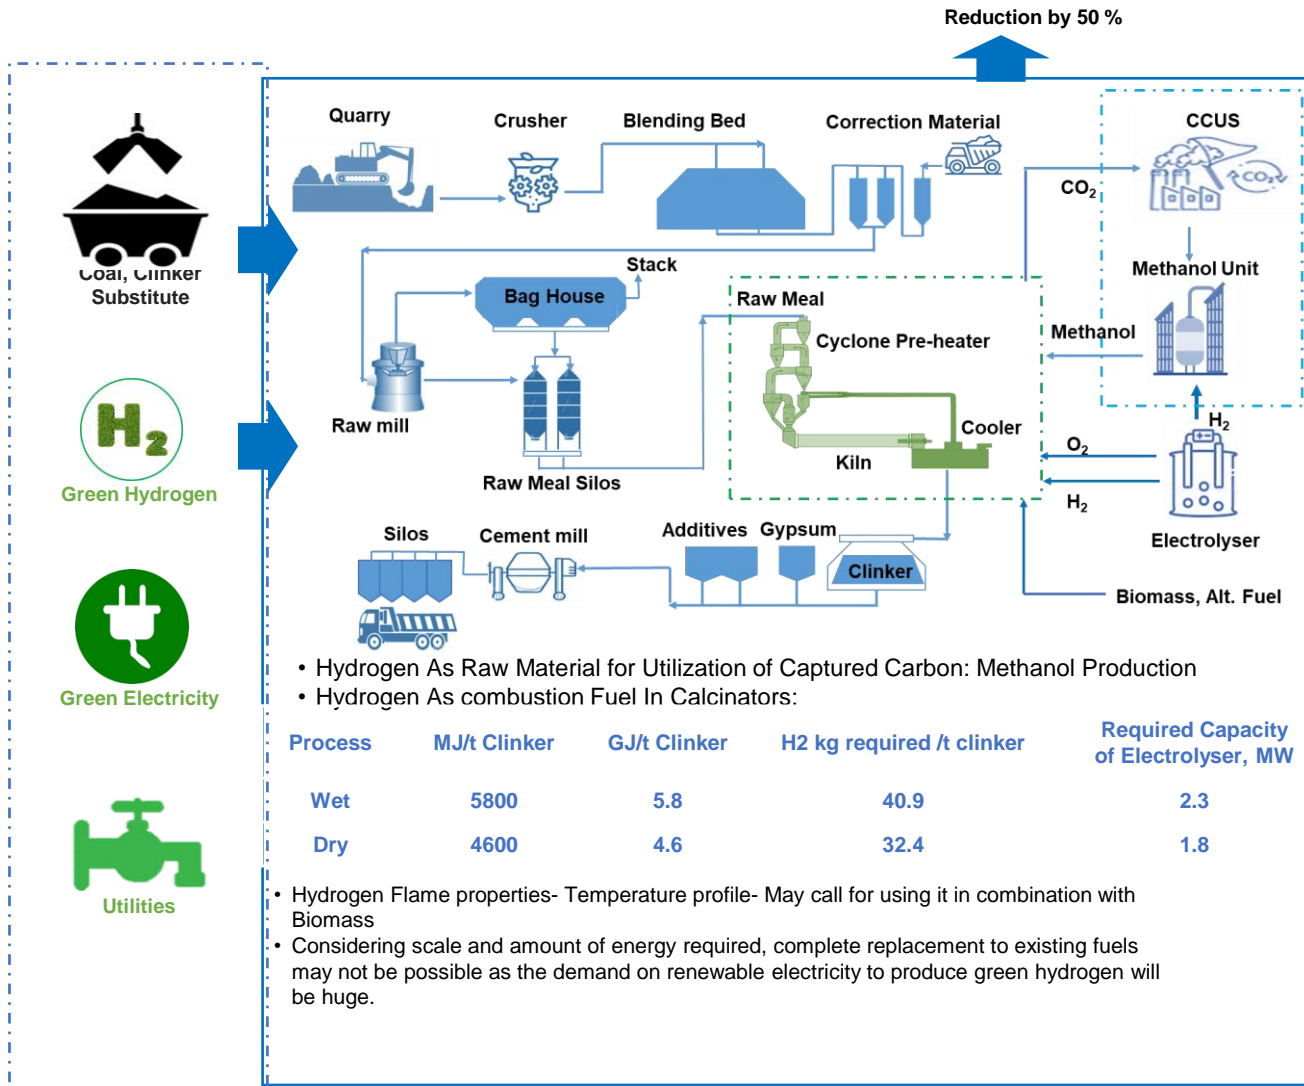 Reduction by 50 %
Quarry
Crusher
Blending Bed
Correction Material
CCUS
CO₂
CO₂
Coal, Clinker
Substitute
Stack
Bag House
Raw Meal
Cyclone Pre-heater
Methanol Unit
Methanol
Raw mill
Raw Meal Silos
Kiln
Cooler
H₂
O₂
H₂
Electrolyser
H₂
Green Hydrogen
Silos
Cement mill
Additives
Gypsum
Clinker
Biomass, Alt. Fuel
Green Electricity
Utilities
• Hydrogen As Raw Material for Utilization of Captured Carbon: Methanol Production
• Hydrogen As combustion Fuel In Calcinators:
Process MJ/t Clinker GJ/t Clinker H2 kg required /t clinker Required Capacity of Electrolyser, MW
Wet 5800 5.8 40.9 2.3
Dry 4600 4.6 32.4 1.8
• Hydrogen Flame properties- Temperature profile- May call for using it in combination with
Biomass
• Considering scale and amount of energy required, complete replacement to existing fuels
may not be possible as the demand on renewable electricity to produce green hydrogen will
be huge.